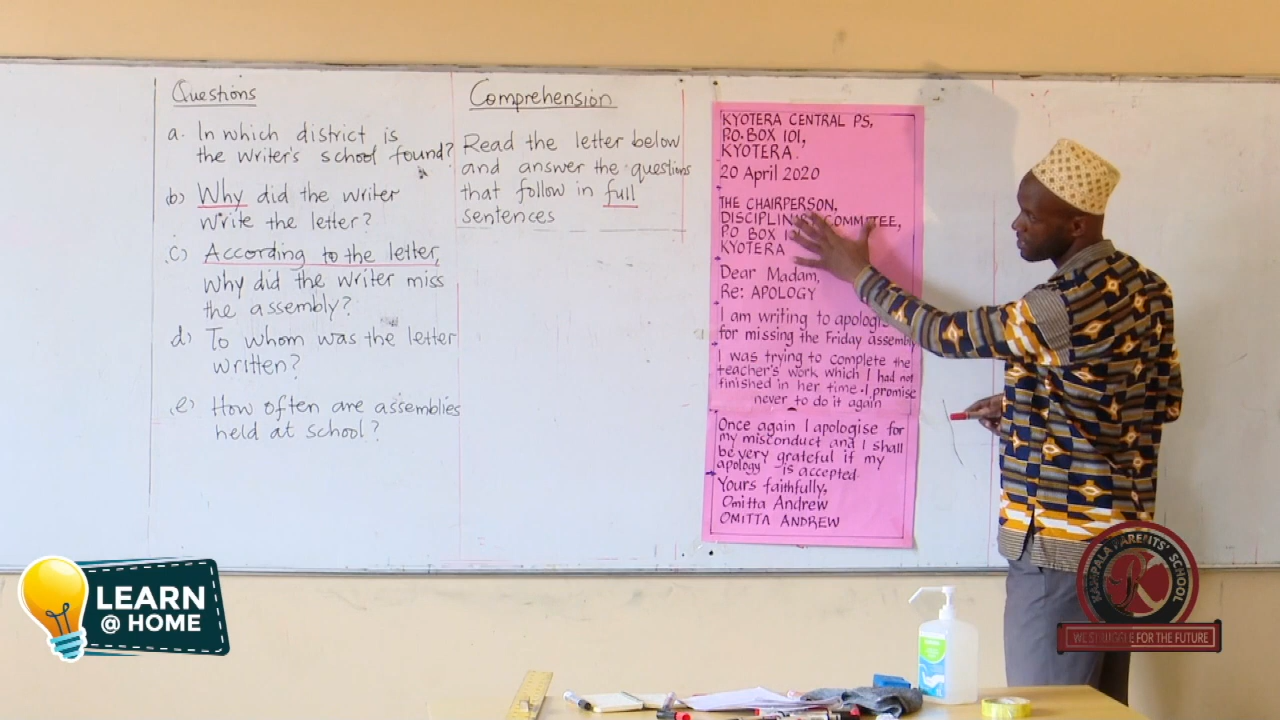 Questions
a. In which district is
the writer's school found?
b) Why did the writer
write the letter?
c) According to the letter,
why did the writer miss
the assembly?
d) To whom was the letter
written?
e) How often are assemblies
held at school?
Comprehension
Read the letter below
and answer the questions
that follow in full
sentences
KYOTERA CENTRAL PS,
P.O. BOX 101,
KYOTERA.
20 April 2020
THE CHAIRPERSON,
COMMITEE,
P.O BOX
KYOTERA
Dear Madam,
Re: APOLOGY
I am writing to
for missing the Friday
I was trying to complete the
teacher's work which I had not
finished in her time. I promise
never to do it again
Once again I apologise for
my misconduct and I shall
be very grateful if my
apology is accepted.
Yours faithfully,
Omitta Andrew
OMITTA ANDREW
LEARN
@ HOME
KAMPALA PARENTS' SCHOOL
WE STRUGGLE FOR THE FUTURE